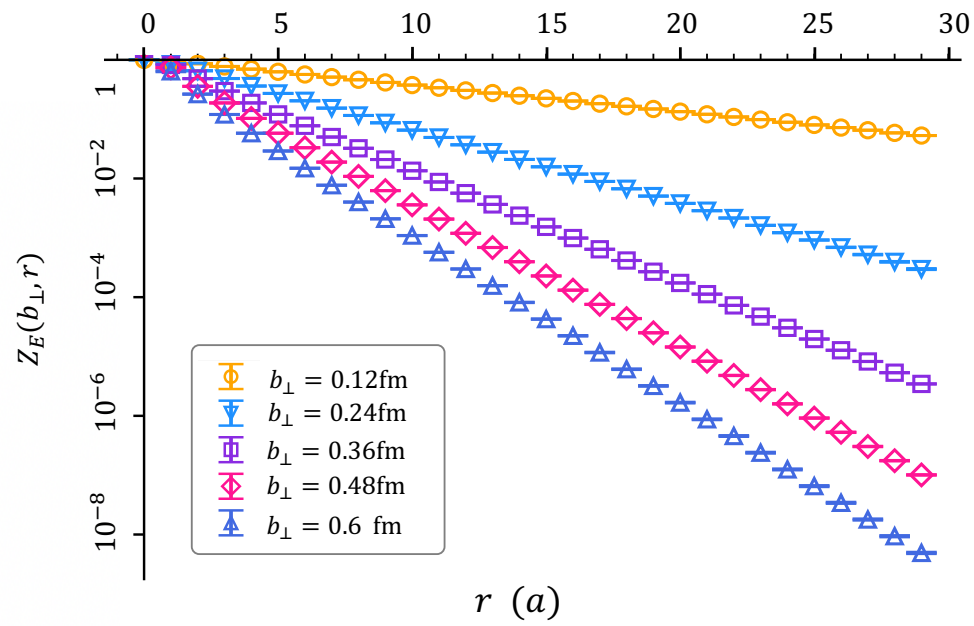 0 5 10 15 20 25 30
1
10⁻²
10⁻⁴
10⁻⁶
10⁻⁸
Z_E(b_⊥, r)
b_⊥ = 0.12fm
b_⊥ = 0.24fm
b_⊥ = 0.36fm
b_⊥ = 0.48fm
b_⊥ = 0.6 fm
r (a)